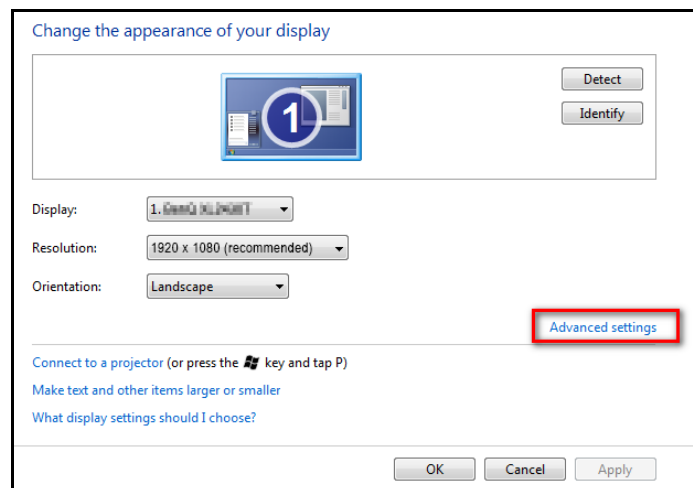 Change the appearance of your display
Detect
Identify
1
Display:
1.
Resolution:
1920 x 1080 (recommended)
Orientation:
Landscape
Advanced settings
Connect to a projector (or press the key and tap P)
Make text and other items larger or smaller
What display settings should I choose?
OK
Cancel
Apply